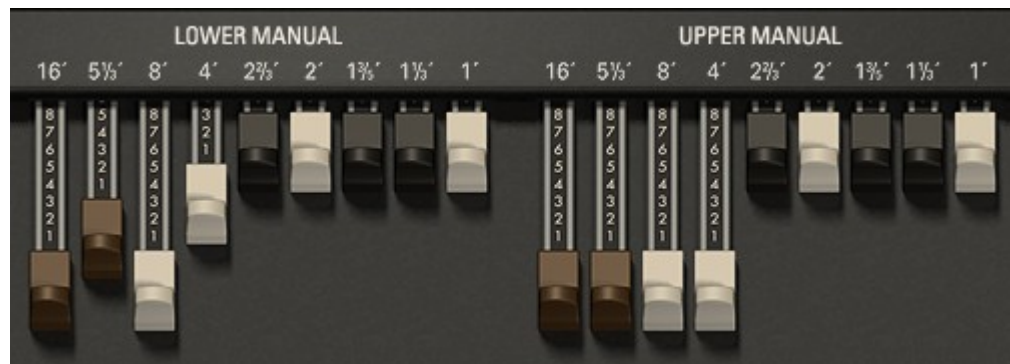 LOWER MANUAL UPPER MANUAL
16´ 5⅓´ 8´ 4´ 2⅔´ 2´ 1⅗´ 1⅓´ 1´ 16´ 5⅓´ 8´ 4´ 2⅔´ 2´ 1⅗´ 1⅓´ 1´
8 5 8 3 8 8 8 8
7 4 7 2 7 7 7 7
6 3 6 1 6 6 6 6
5 2 5 5 5 5 5
4 1 4 4 4 4 4
3 3 3 3 3 3
2 2 2 2 2 2
1 1 1 1 1 1